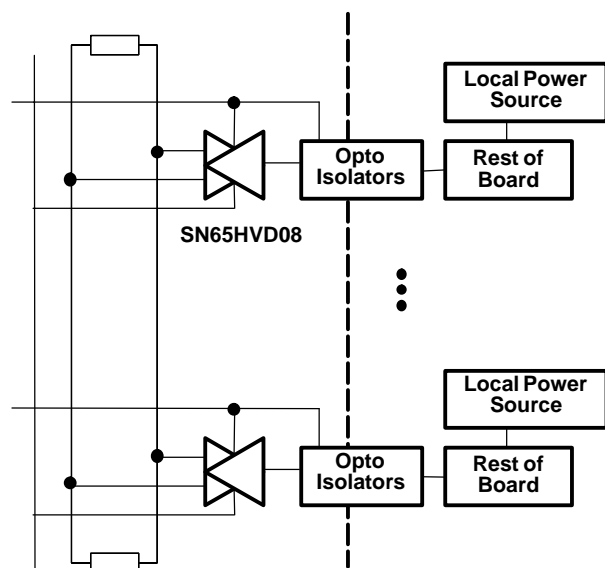 Local Power
Source
Opto
Isolators
Rest of
Board
SN65HVD08
Local Power
Source
Opto
Isolators
Rest of
Board